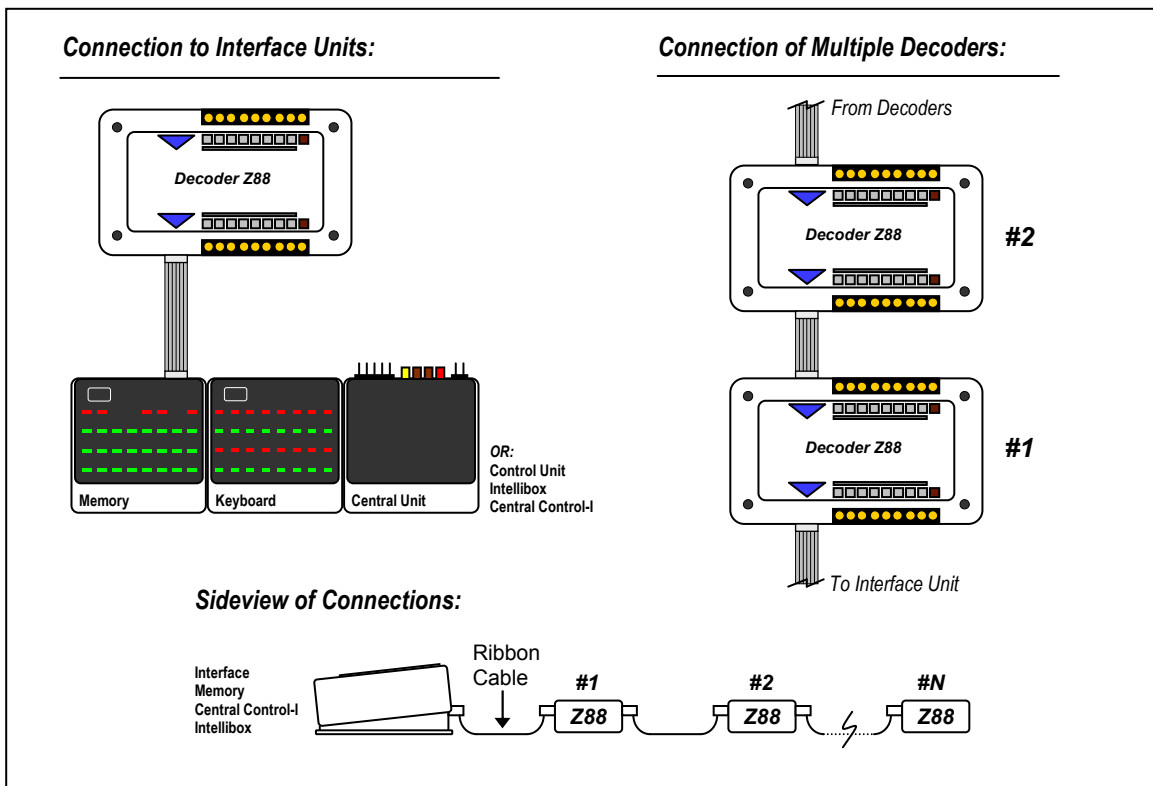 Connection to Interface Units:
Decoder Z88
Memory
Keyboard
Central Unit
OR:
Control Unit
Intellibox
Central Control-I
Connection of Multiple Decoders:
From Decoders
Decoder Z88
#2
Decoder Z88
#1
To Interface Unit
Sideview of Connections:
Interface
Memory
Central Control-I
Intellibox
Ribbon
Cable
#1
#2
#N
Z88
Z88
Z88